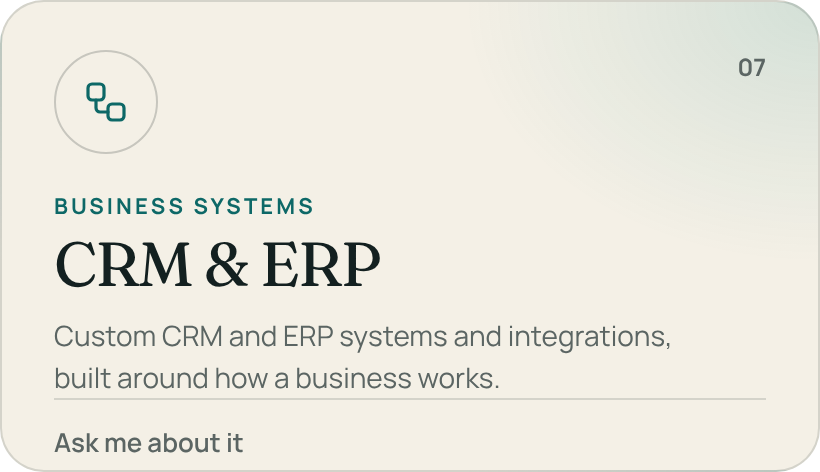 07
BUSINESS SYSTEMS
CRM & ERP
Custom CRM and ERP systems and integrations,
built around how a business works.
Ask me about it